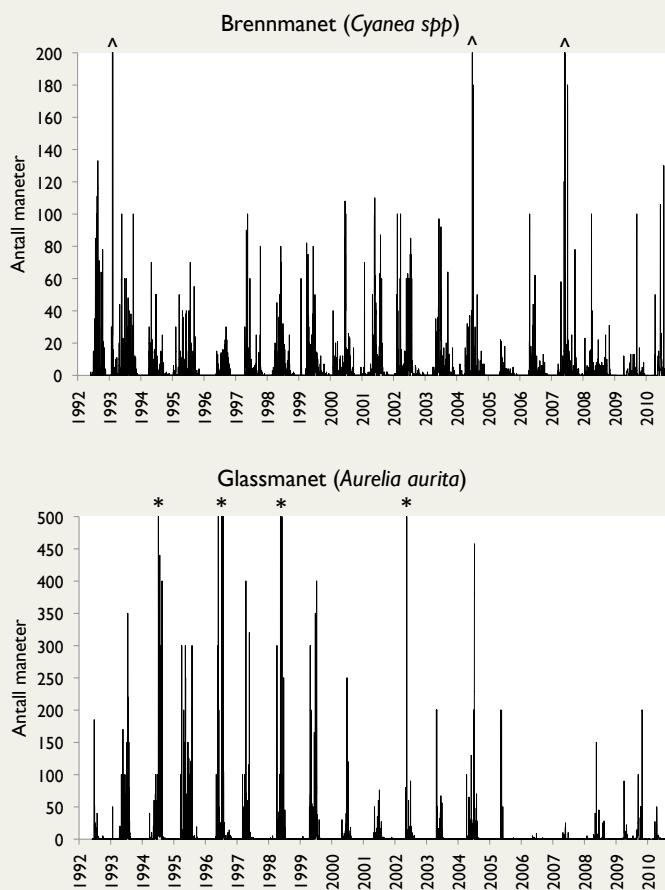 Brennmanet (Cyanea spp)
^ ^ ^
Antall maneter
200
180
160
140
120
100
80
60
40
20
0
1992 1993 1994 1995 1996 1997 1998 1999 2000 2001 2002 2003 2004 2005 2006 2007 2008 2009 2010
Glassmanet (Aurelia aurita)
* * * *
Antall maneter
500
450
400
350
300
250
200
150
100
50
0
1992 1993 1994 1995 1996 1997 1998 1999 2000 2001 2002 2003 2004 2005 2006 2007 2008 2009 2010